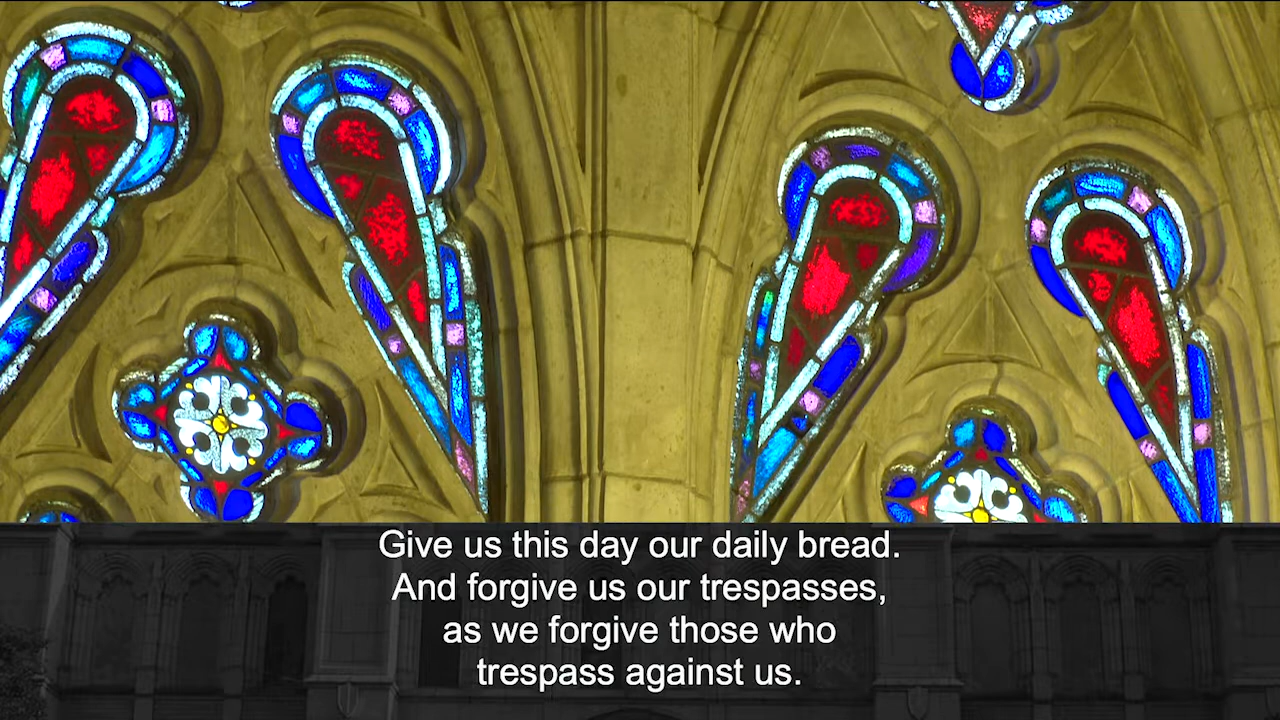 Give us this day our daily bread.
And forgive us our trespasses,
as we forgive those who
trespass against us.